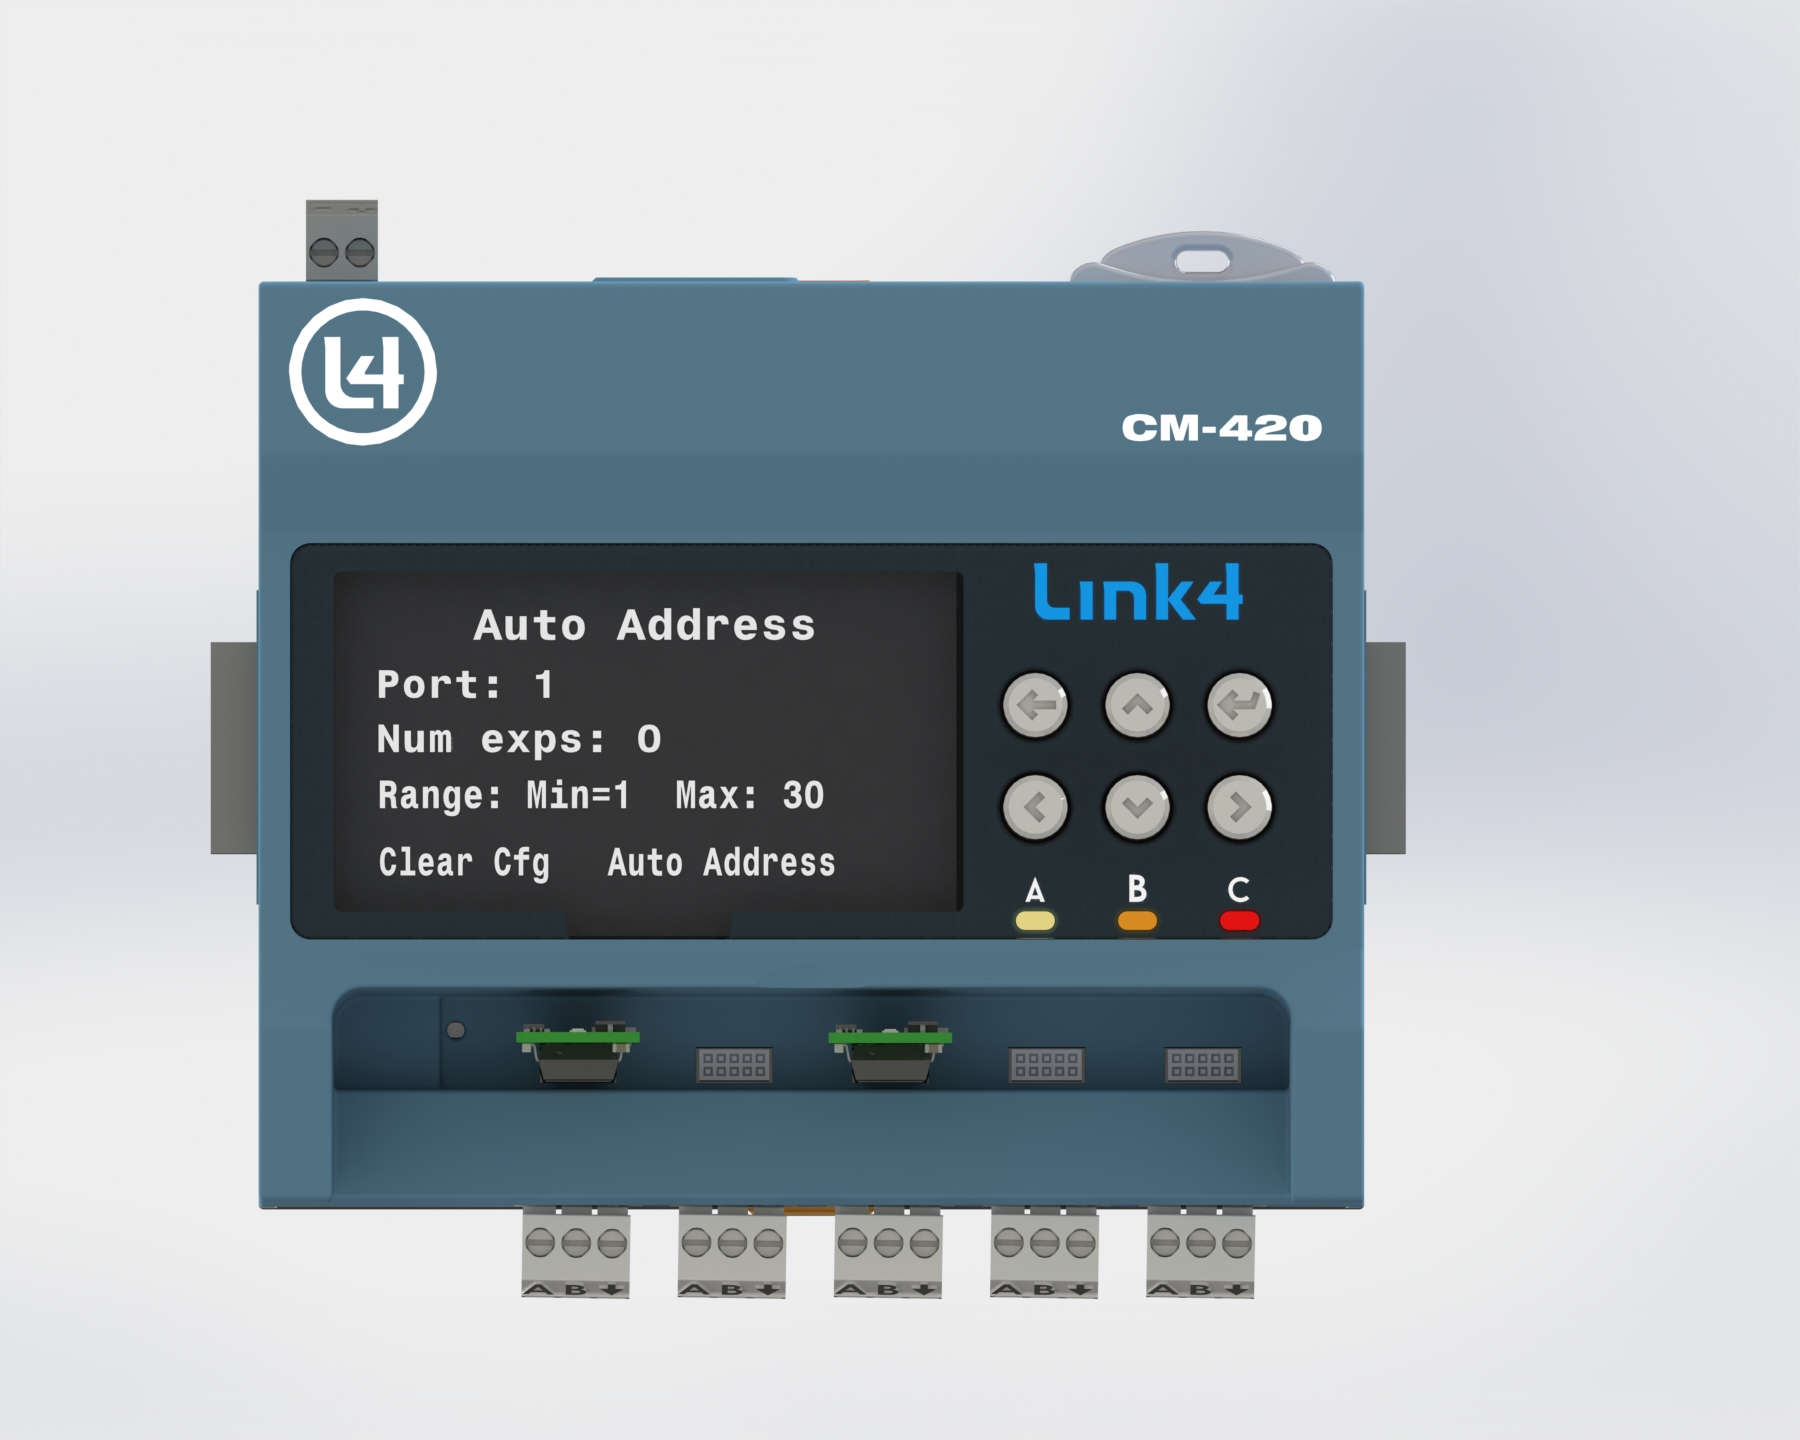 L4
CM-420
Link4
Auto Address
Port: 1
Num exps: 0
Range: Min=1 Max: 30
Clear Cfg Auto Address
A B C
A B A B A B A B A B